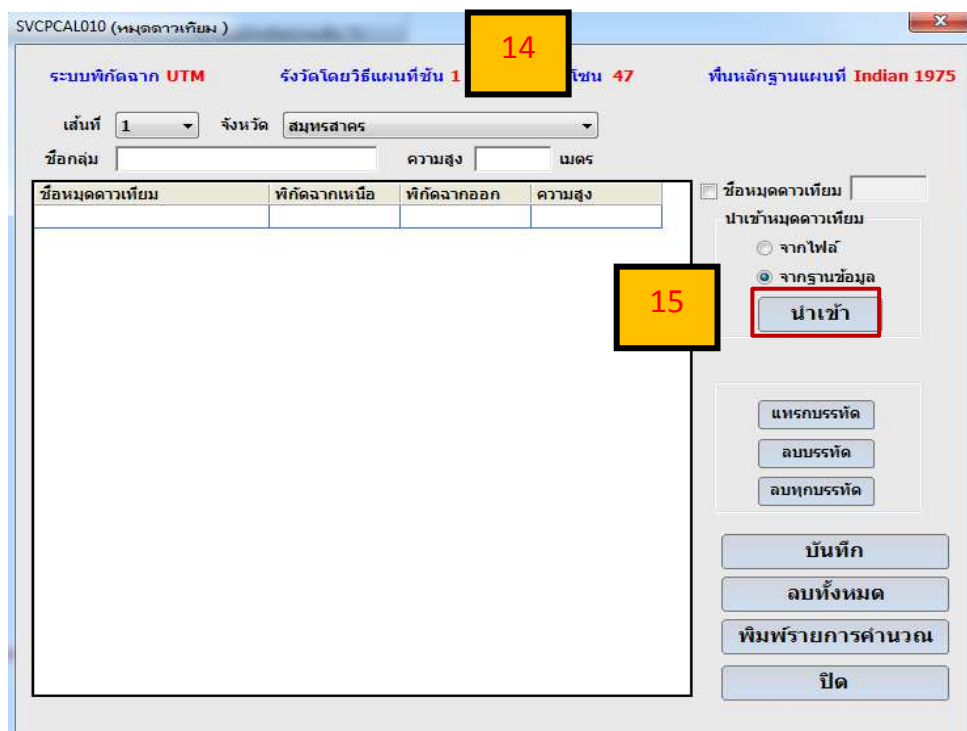 SVCPCAL010 (หมุดดาวเทียม )
14
ระบบพิกัดฉาก UTM รังวัดโดยวิธีแผนที่ชั้น 1 โซน 47 พื้นหลักฐานแผนที่ Indian 1975
เส้นที่ 1 จังหวัด สมุทรสาคร
ชื่อกลุ่ม ความสูง เมตร
ชื่อหมุดดาวเทียม พิกัดฉากเหนือ พิกัดฉากออก ความสูง
ชื่อหมุดดาวเทียม
นำเข้าหมุดดาวเทียม
จากไฟล์
จากฐานข้อมูล
15
นำเข้า
แทรกบรรทัด
ลบบรรทัด
ลบทุกบรรทัด
บันทึก
ลบทั้งหมด
พิมพ์รายการคำนวณ
ปิด